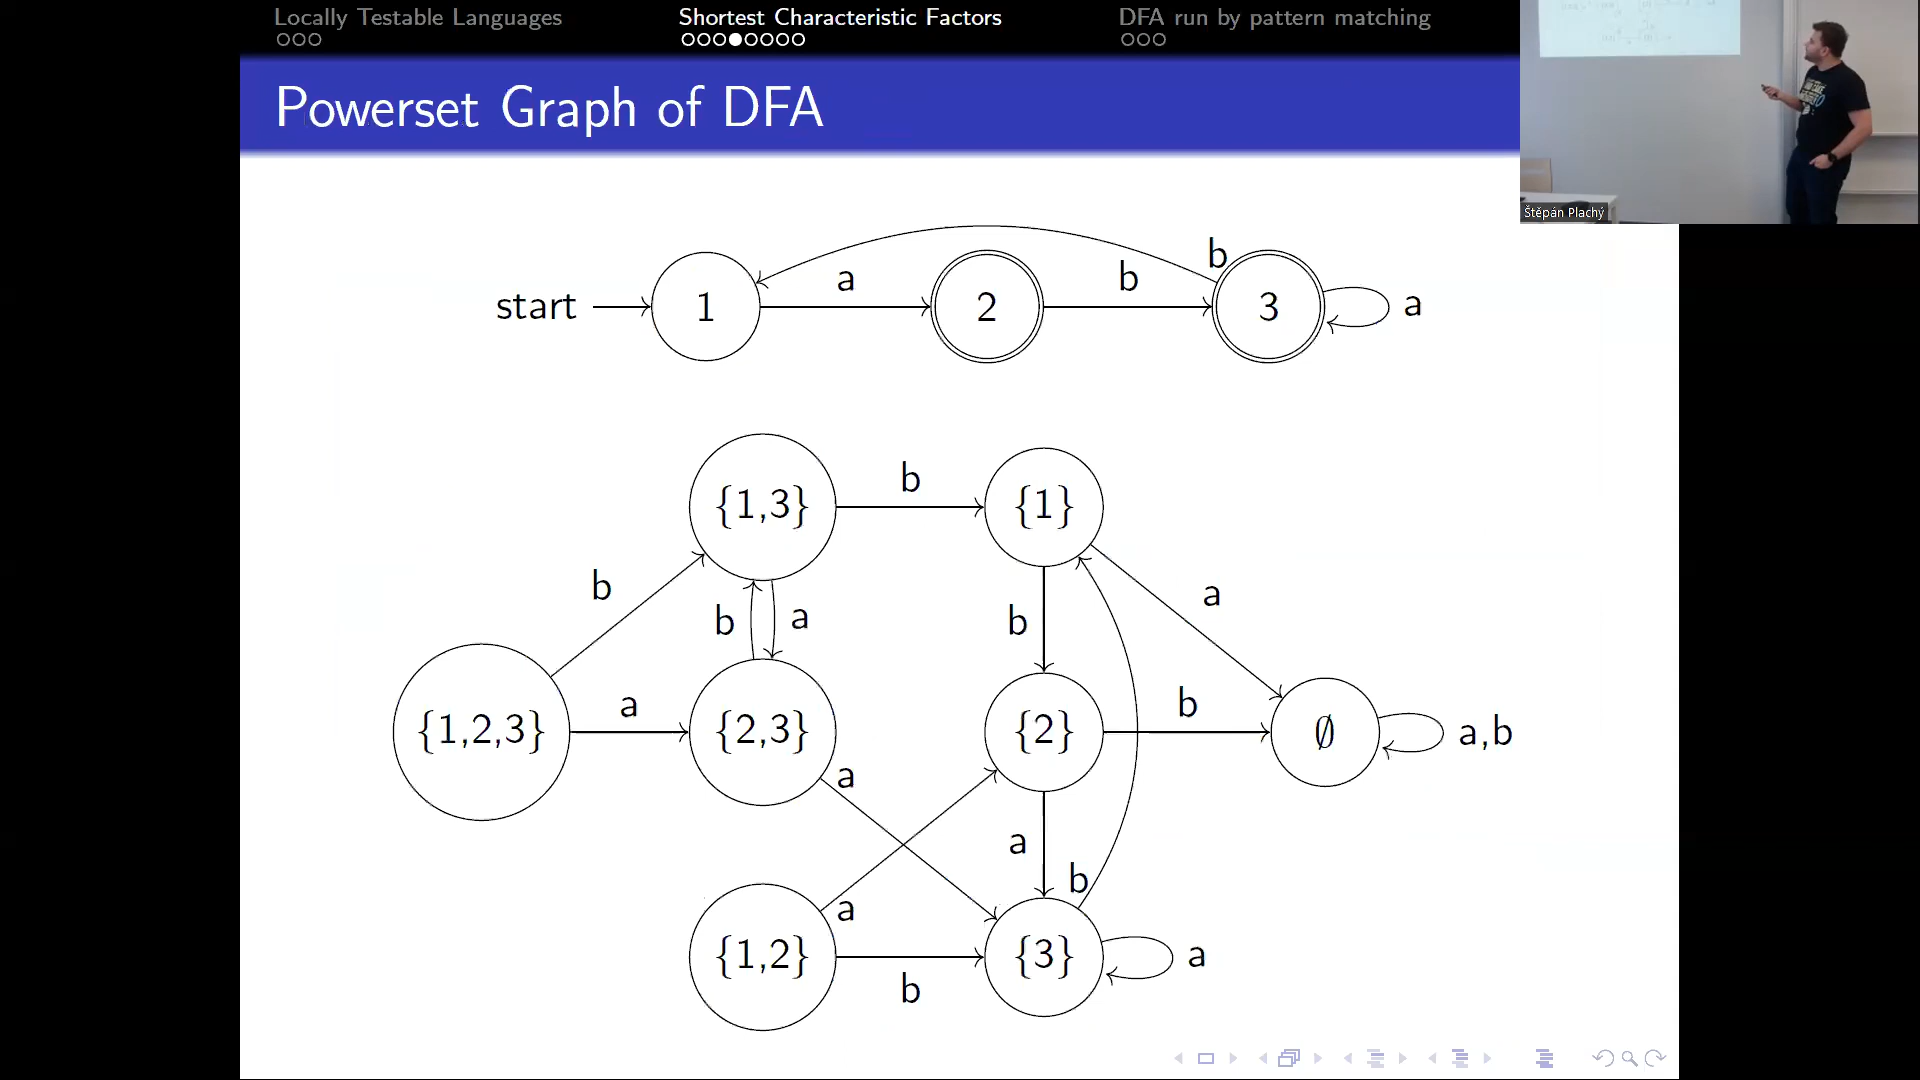 Locally Testable Languages
Shortest Characteristic Factors
DFA run by pattern matching
Powerset Graph of DFA
Štěpán Plachý
b
start
1
a
2
b
3
a
{1,3}
b
{1}
b
b
a
b
a
{1,2,3}
a
{2,3}
{2}
b
∅
a,b
a
a
b
a
{1,2}
b
{3}
a